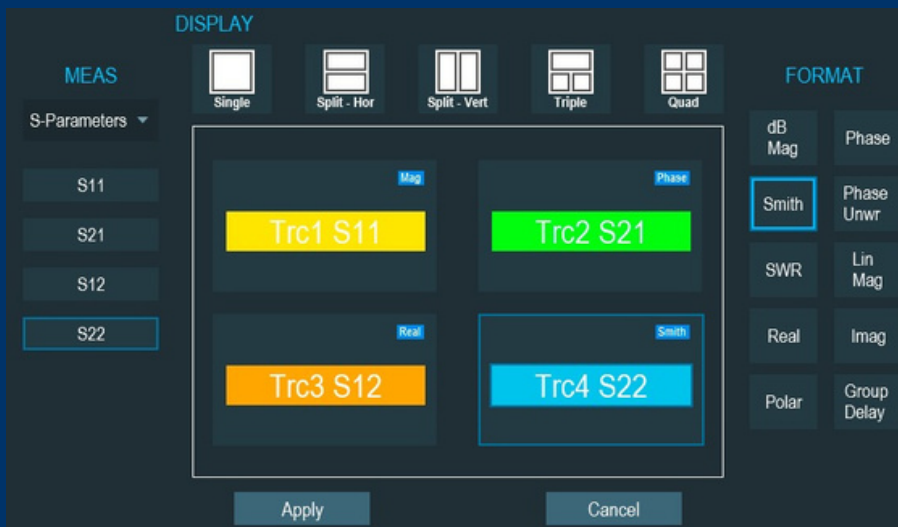 DISPLAY
MEAS
S-Parameters
S11
S21
S12
S22
Single
Split - Hor
Split - Vert
Triple
Quad
Mag
Trc1 S11
Phase
Trc2 S21
Real
Trc3 S12
Smith
Trc4 S22
Apply
Cancel
FORMAT
dB
Mag
Phase
Smith
Phase
Unwr
SWR
Lin
Mag
Real
Imag
Polar
Group
Delay